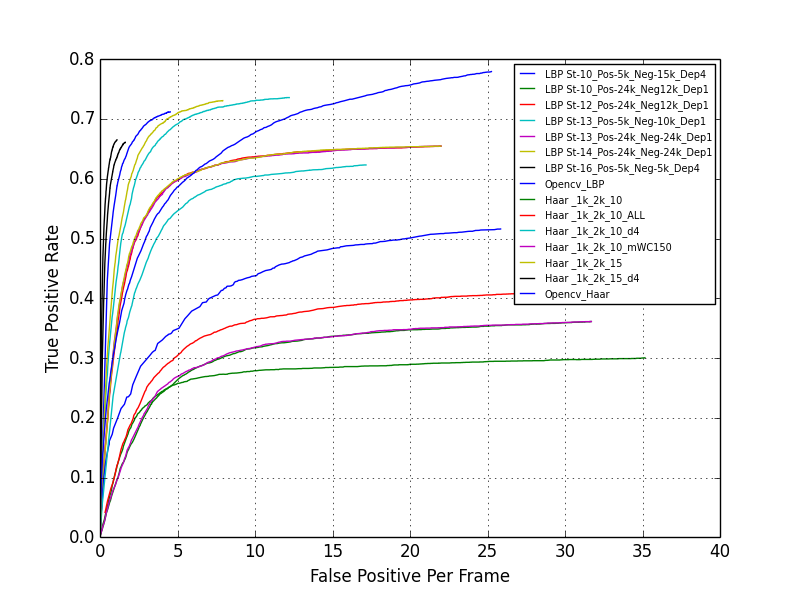 0.8
0.7
0.6
0.5
0.4
0.3
0.2
0.1
0.0
True Positive Rate
LBP St-10_Pos-5k_Neg-15k_Dep4
LBP St-10_Pos-24k_Neg12k_Dep1
LBP St-12_Pos-24k_Neg12k_Dep1
LBP St-13_Pos-5k_Neg-10k_Dep1
LBP St-13_Pos-24k_Neg-4k_Dep1
LBP St-14_Pos-24k_Neg-24k_Dep1
LBP St-16_Pos-5k_Neg-5k_Dep4
Opencv_LBP
Haar _1k_2k_10
Haar _1k_2k_10_ALL
Haar _1k_2k_10_d4
Haar _1k_2k_10_mWC150
Haar _1k_2k_15
Haar _1k_2k_15_d4
Opencv_Haar
0 5 10 15 20 25 30 35 40
False Positive Per Frame